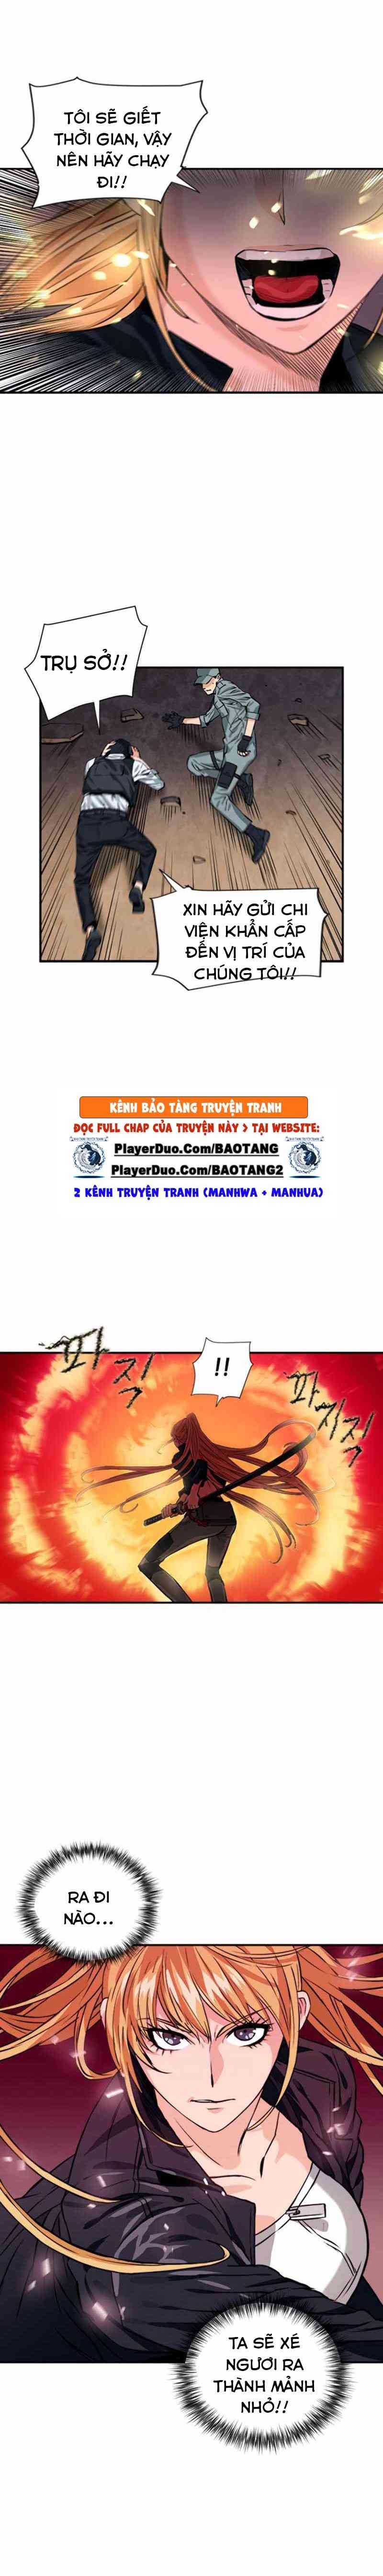 TÔI SẼ GIẾT
THỜI GIAN, VẬY
NÊN HÃY CHẠY
ĐI!!
TRỤ SỞ!!
XIN HÃY GỬI CHI
VIỆN KHẨN CẤP
ĐẾN VỊ TRÍ CỦA
CHÚNG TÔI!!
KÊNH BẢO TÀNG TRUYỆN TRANH
ĐỌC FULL CHAP CỦA TRUYỆN NÀY > TẠI WEBSITE:
PlayerDuo.Com/BAOTANG
PlayerDuo.Com/BAOTANG2
2 KÊNH TRUYỆN TRANH (MANHWA + MANHUA)
파직
!!
파지직
RA ĐI
NÀO...
TA SẼ XÉ
NGƯƠI RA
THÀNH MẢNH
NHỎ!!